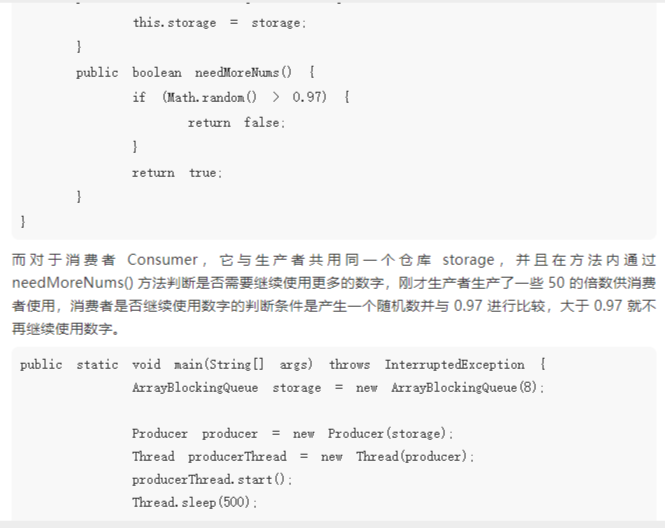 this.storage = storage;
}
public boolean needMoreNums() {
if (Math.random() > 0.97) {
return false;
}
return true;
}
}
而对于消费者 Consumer，它与生产者共用同一个仓库 storage，并且在方法内通过
needMoreNums() 方法判断是否需要继续使用更多的数字，刚才生产者生产了一些 50 的倍数供消费
者使用，消费者是否继续使用数字的判断条件是产生一个随机数并与 0.97 进行比较，大于 0.97 就不
再继续使用数字。
public static void main(String[] args) throws InterruptedException {
ArrayBlockingQueue storage = new ArrayBlockingQueue(8);
Producer producer = new Producer(storage);
Thread producerThread = new Thread(producer);
producerThread.start();
Thread.sleep(500);